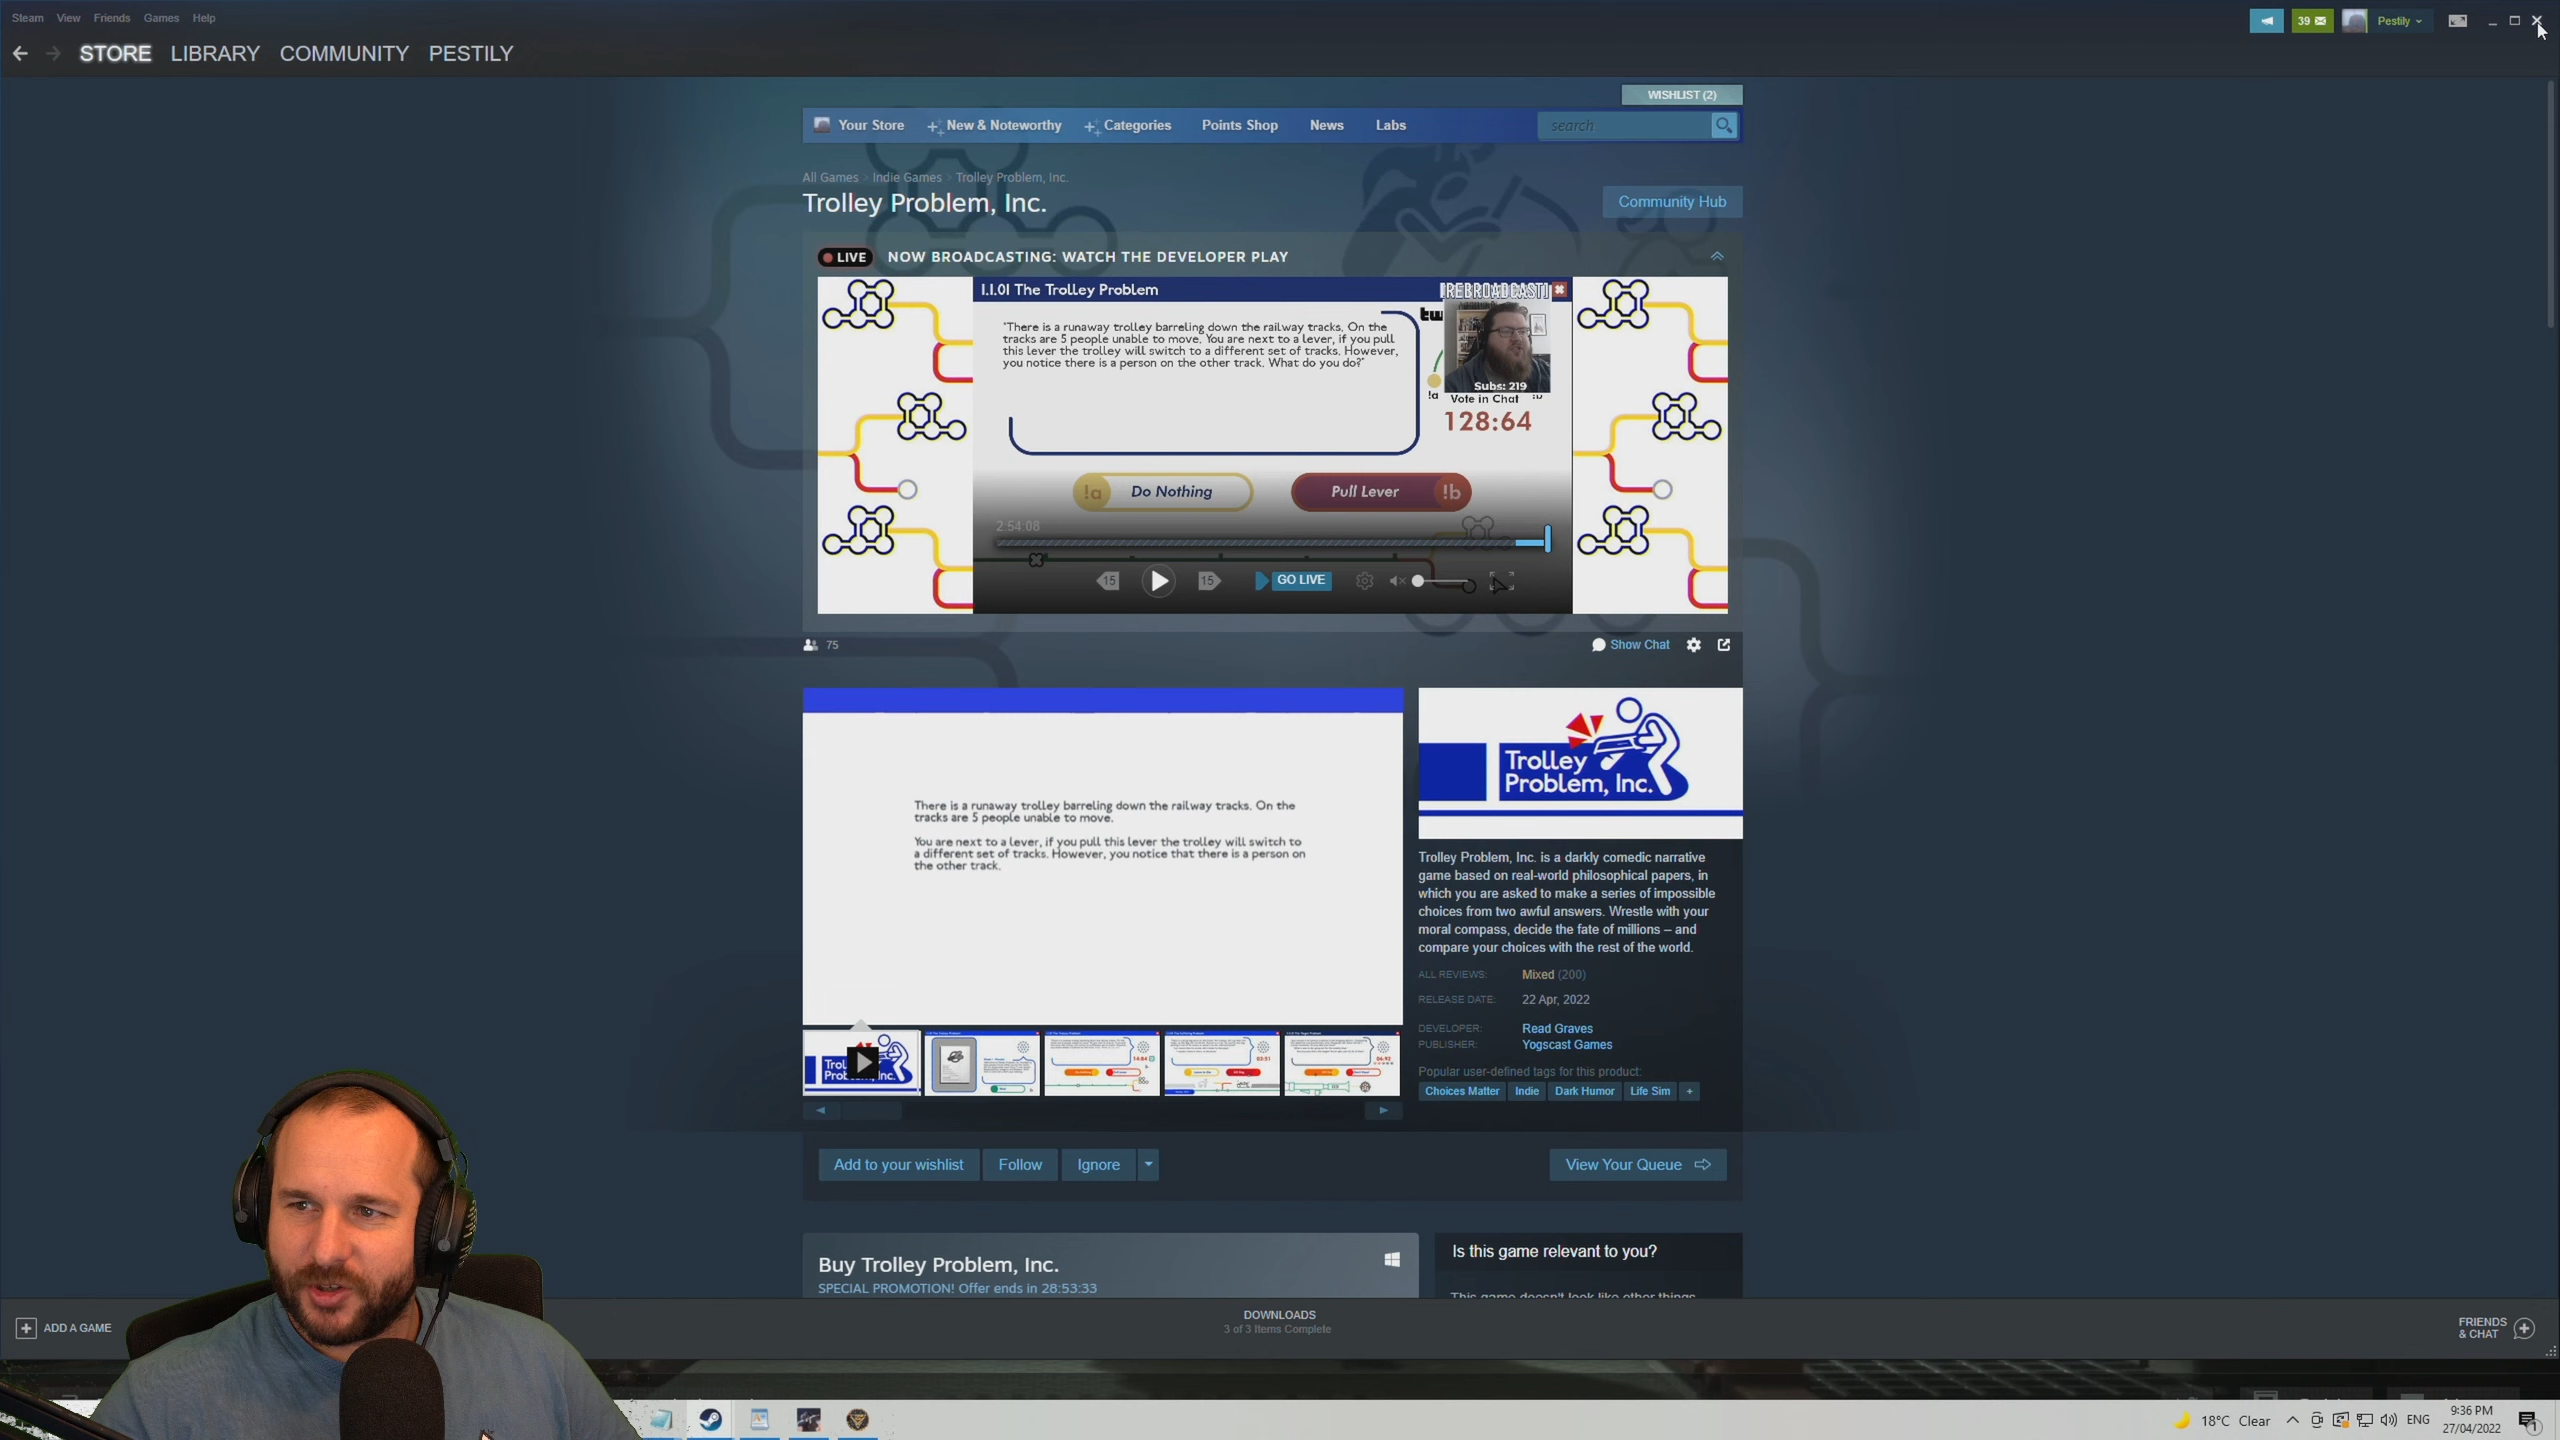 Steam View Friends Games Help
39 Pestily
STORE LIBRARY COMMUNITY PESTILY
WISHLIST (2)
Your Store New & Noteworthy Categories Points Shop News Labs search
All Games > Indie Games > Trolley Problem, Inc.
Trolley Problem, Inc.
Community Hub
LIVE NOW BROADCASTING: WATCH THE DEVELOPER PLAY
1.1.01 The Trolley Problem
[REBROADCAST]
"There is a runaway trolley barreling down the railway tracks. On the
tracks are 5 people unable to move. You are next to a lever, if you pull
this lever the trolley will switch to a different set of tracks. However,
you notice there is a person on the other track. What do you do?"
tw
Subs: 219
!a Vote in Chat !b
128:64
!a Do Nothing
Pull Lever !b
2:54:08
15 15 GO LIVE
75
Show Chat
There is a runaway trolley barreling down the railway tracks. On the
tracks are 5 people unable to move.
You are next to a lever, if you pull this lever the trolley will switch to
a different set of tracks. However, you notice that there is a person on
the other track.
Trolley
Problem, Inc.
Trolley Problem, Inc. is a darkly comedic narrative
game based on real-world philosophical papers, in
which you are asked to make a series of impossible
choices from two awful answers. Wrestle with your
moral compass, decide the fate of millions – and
compare your choices with the rest of the world.
ALL REVIEWS: Mixed (200)
RELEASE DATE: 22 Apr, 2022
DEVELOPER: Read Graves
PUBLISHER: Yogscast Games
Popular user-defined tags for this product:
Choices Matter Indie Dark Humor Life Sim +
Add to your wishlist Follow Ignore
View Your Queue
Buy Trolley Problem, Inc.
SPECIAL PROMOTION! Offer ends in 28:53:33
Is this game relevant to you?
This game doesn't look like other things
ADD A GAME
DOWNLOADS
3 of 3 Items Complete
FRIENDS
& CHAT
18°C Clear
ENG
9:36 PM
27/04/2022
1